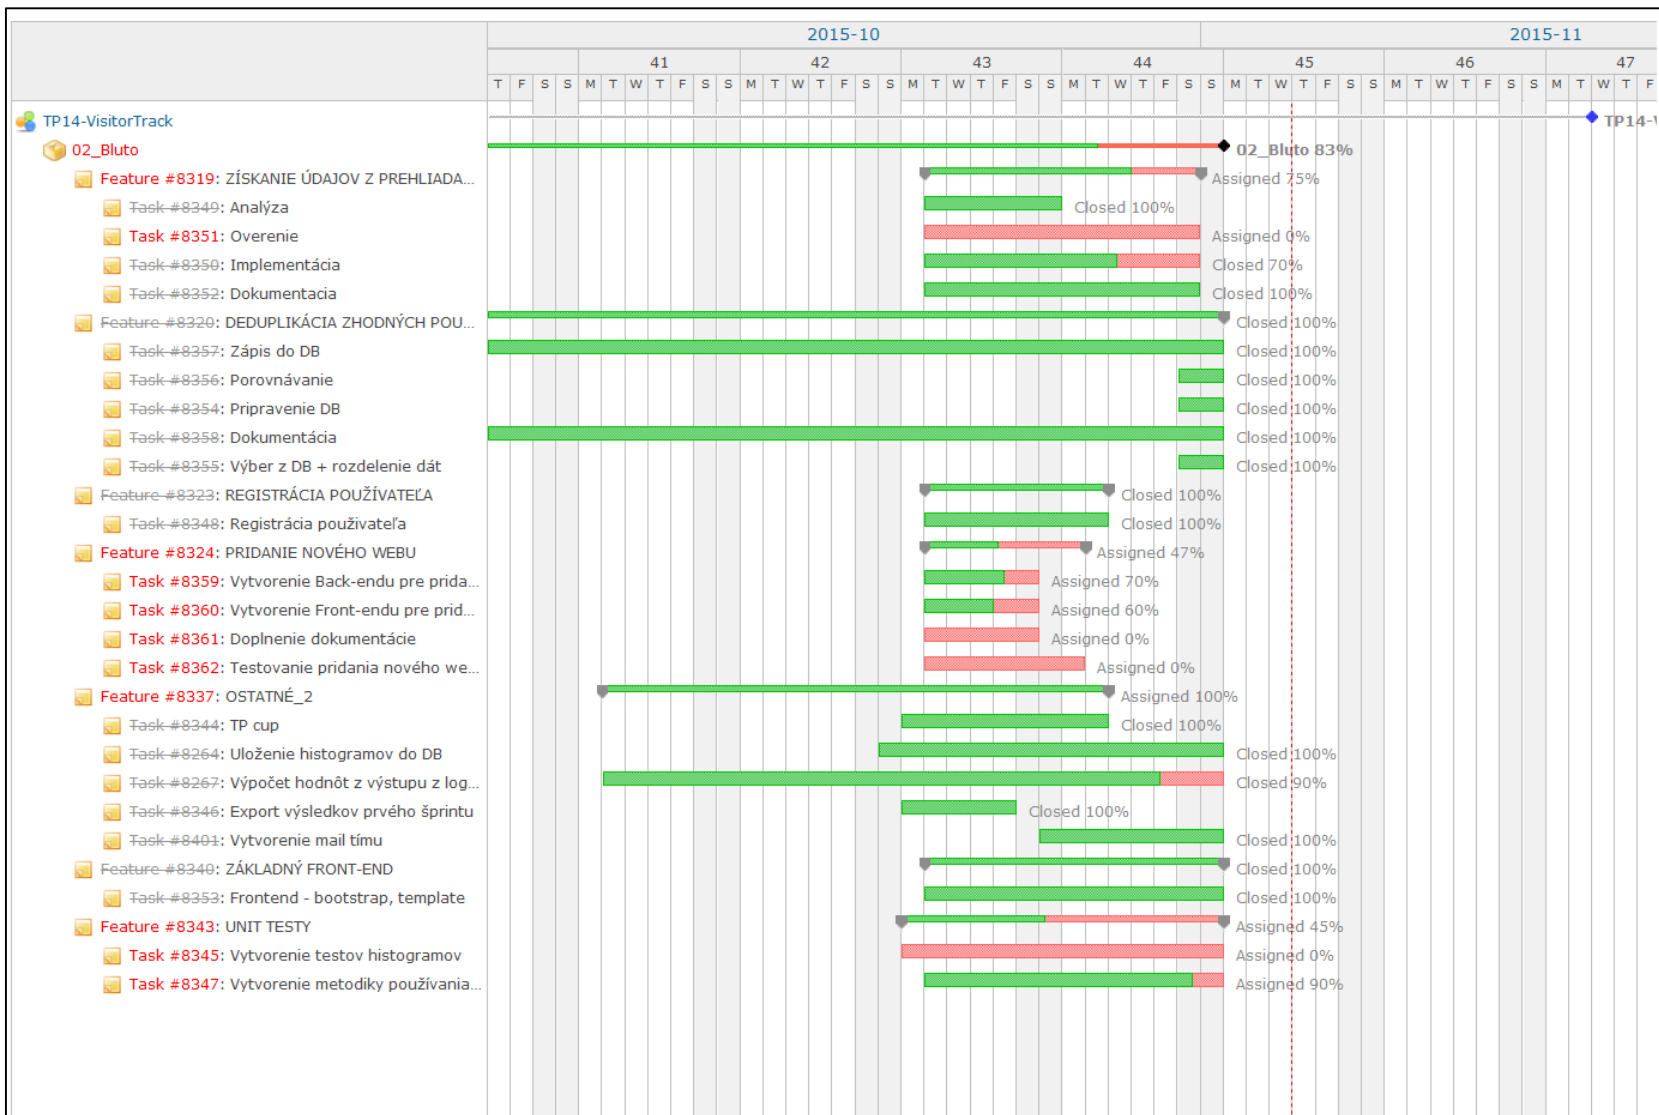 2015-10 2015-11
41 42 43 44 45 46 47
T F S S M T W T F S S M T W T F S S M T W T F S S M T W T F S S M T W T F S S M T W T F S S M T W T F
TP14-VisitorTrack TP14-V
02_Bluto 02_Bluto 83%
Feature #8319: ZÍSKANIE ÚDAJOV Z PREHLIADA... Assigned 75%
Task #8349: Analýza Closed 100%
Task #8351: Overenie Assigned 0%
Task #8350: Implementácia Closed 70%
Task #8352: Dokumentacia Closed 100%
Feature #8320: DEDUPLIKÁCIA ZHODNÝCH POU... Closed 100%
Task #8357: Zápis do DB Closed 100%
Task #8356: Porovnávanie Closed 100%
Task #8354: Pripravenie DB Closed 100%
Task #8358: Dokumentácia Closed 100%
Task #8355: Výber z DB + rozdelenie dát Closed 100%
Feature #8323: REGISTRÁCIA POUŽÍVATEĽA Closed 100%
Task #8348: Registrácia použivateľa Closed 100%
Feature #8324: PRIDANIE NOVÉHO WEBU Assigned 47%
Task #8359: Vytvorenie Back-endu pre prida... Assigned 70%
Task #8360: Vytvorenie Front-endu pre prid... Assigned 60%
Task #8361: Doplnenie dokumentácie Assigned 0%
Task #8362: Testovanie pridania nového we... Assigned 0%
Feature #8337: OSTATNÉ_2 Assigned 100%
Task #8344: TP cup Closed 100%
Task #8264: Uloženie histogramov do DB Closed 100%
Task #8267: Výpočet hodnôt z výstupu z log... Closed 90%
Task #8346: Export výsledkov prvého šprintu Closed 100%
Task #8401: Vytvorenie mail tímu Closed 100%
Feature #8340: ZÁKLADNÝ FRONT-END Closed 100%
Task #8353: Frontend - bootstrap, template Closed 100%
Feature #8343: UNIT TESTY Assigned 45%
Task #8345: Vytvorenie testov histogramov Assigned 0%
Task #8347: Vytvorenie metodiky používania... Assigned 90%